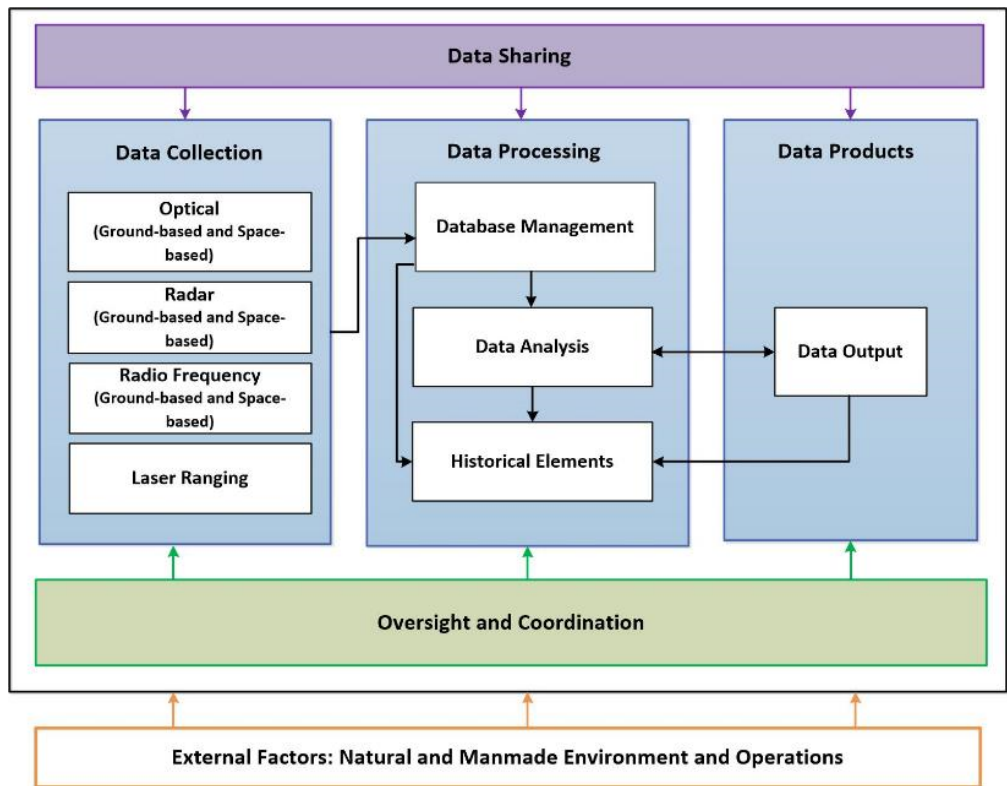 Data Sharing
Data Collection
Optical
(Ground-based and Space-
based)
Radar
(Ground-based and Space-
based)
Radio Frequency
(Ground-based and Space-
based)
Laser Ranging
Data Processing
Database Management
Data Analysis
Historical Elements
Data Products
Data Output
Oversight and Coordination
External Factors: Natural and Manmade Environment and Operations